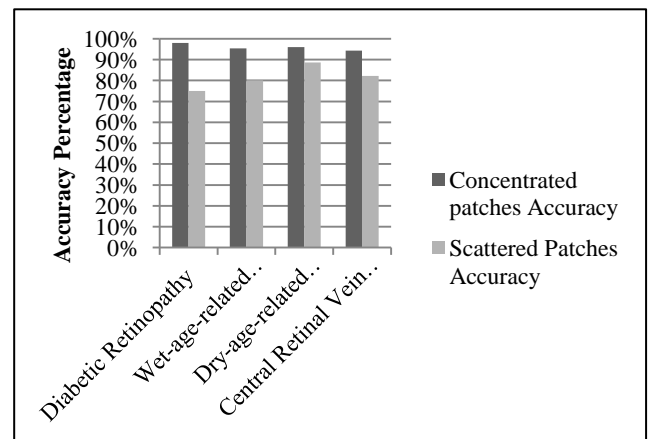 100%
90%
80%
70%
60%
50%
40%
30%
20%
10%
0%
Accuracy Percentage
Diabetic Retinopathy
Wet-age-related..
Dry-age-related..
Central Retinal Vein...
Concentrated
patches Accuracy
Scattered Patches
Accuracy